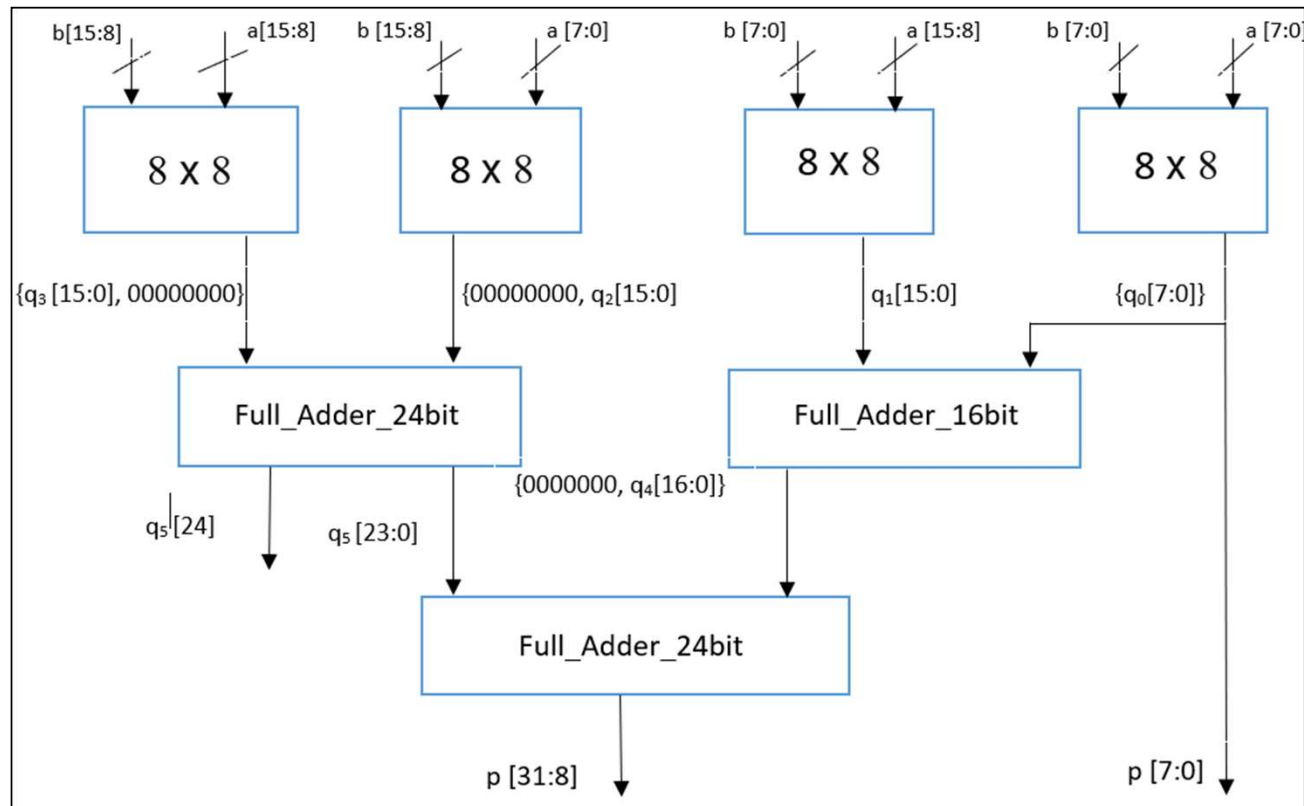 b[15:8] a[15:8] b [15:8] a [7:0] b [7:0] a [15:8] b [7:0] a [7:0]
8 x 8 8 x 8 8 x 8 8 x 8
{q₃ [15:0], 00000000} {00000000, q₂[15:0] q₁[15:0] {q₀[7:0]}
Full_Adder_24bit Full_Adder_16bit
{0000000, q₄[16:0]}
q₅ [24] q₅ [23:0]
Full_Adder_24bit
p [31:8] p [7:0]